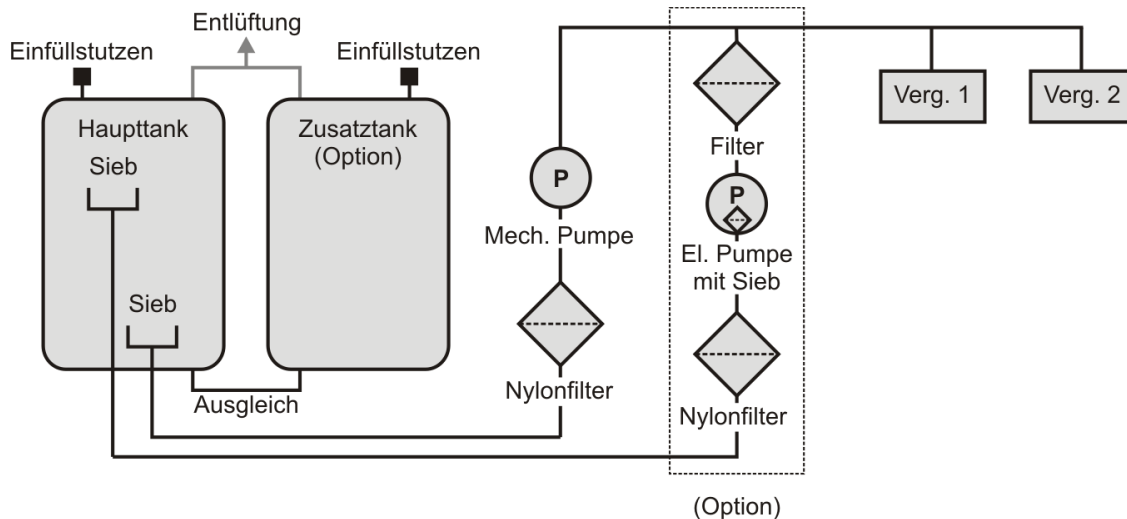 Entlüftung
Einfüllstutzen
Einfüllstutzen
Haupttank
Sieb
Sieb
Zusatztank
(Option)
Ausgleich
P
Mech. Pumpe
Nylonfilter
Filter
P
El. Pumpe
mit Sieb
Nylonfilter
(Option)
Verg. 1
Verg. 2